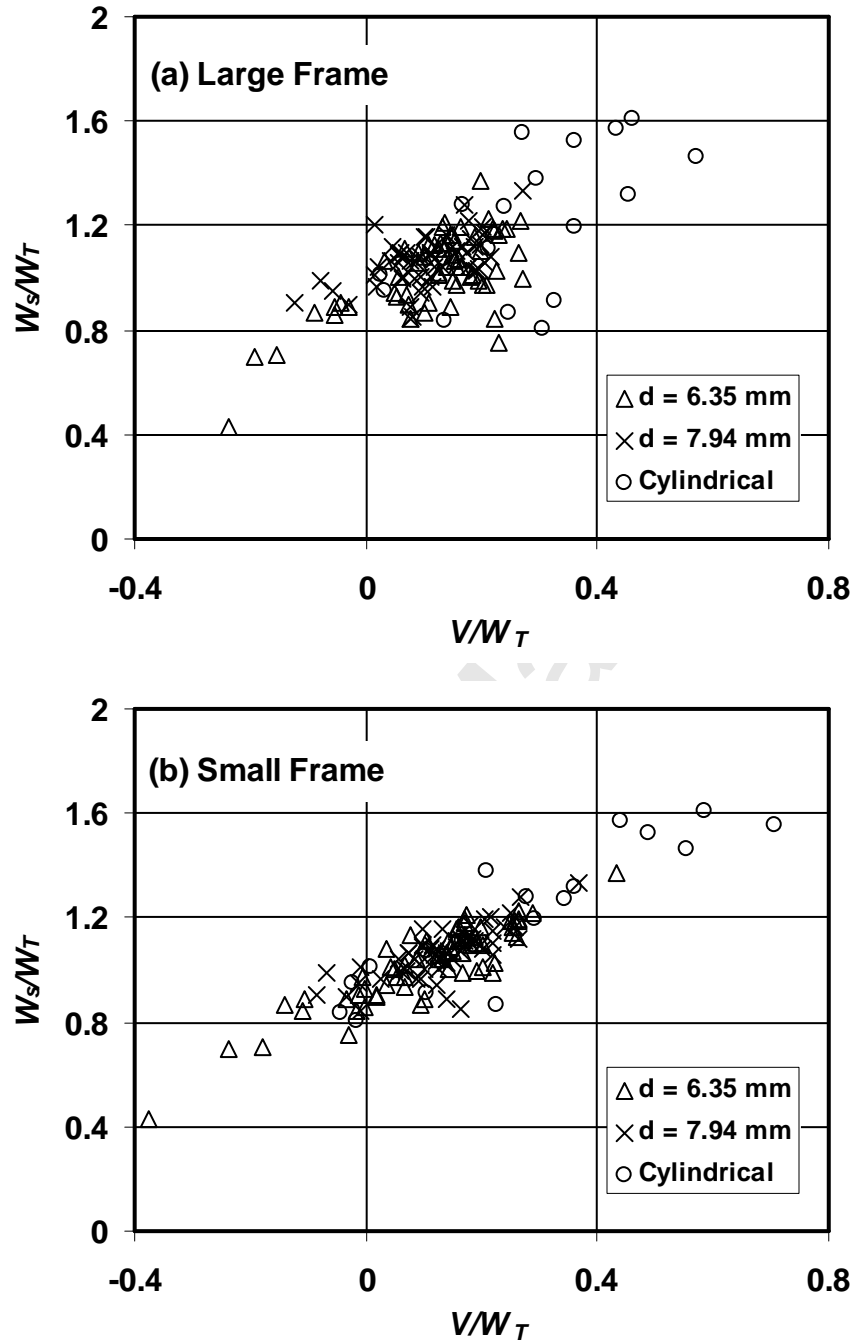 2
(a) Large Frame
1.6
1.2
Ws/WT
0.8
d = 6.35 mm
d = 7.94 mm
0.4
Cylindrical
0
-0.4 0 0.4 0.8
V/WT
2
(b) Small Frame
1.6
1.2
Ws/WT
0.8
d = 6.35 mm
d = 7.94 mm
0.4
Cylindrical
0
-0.4 0 0.4 0.8
V/WT